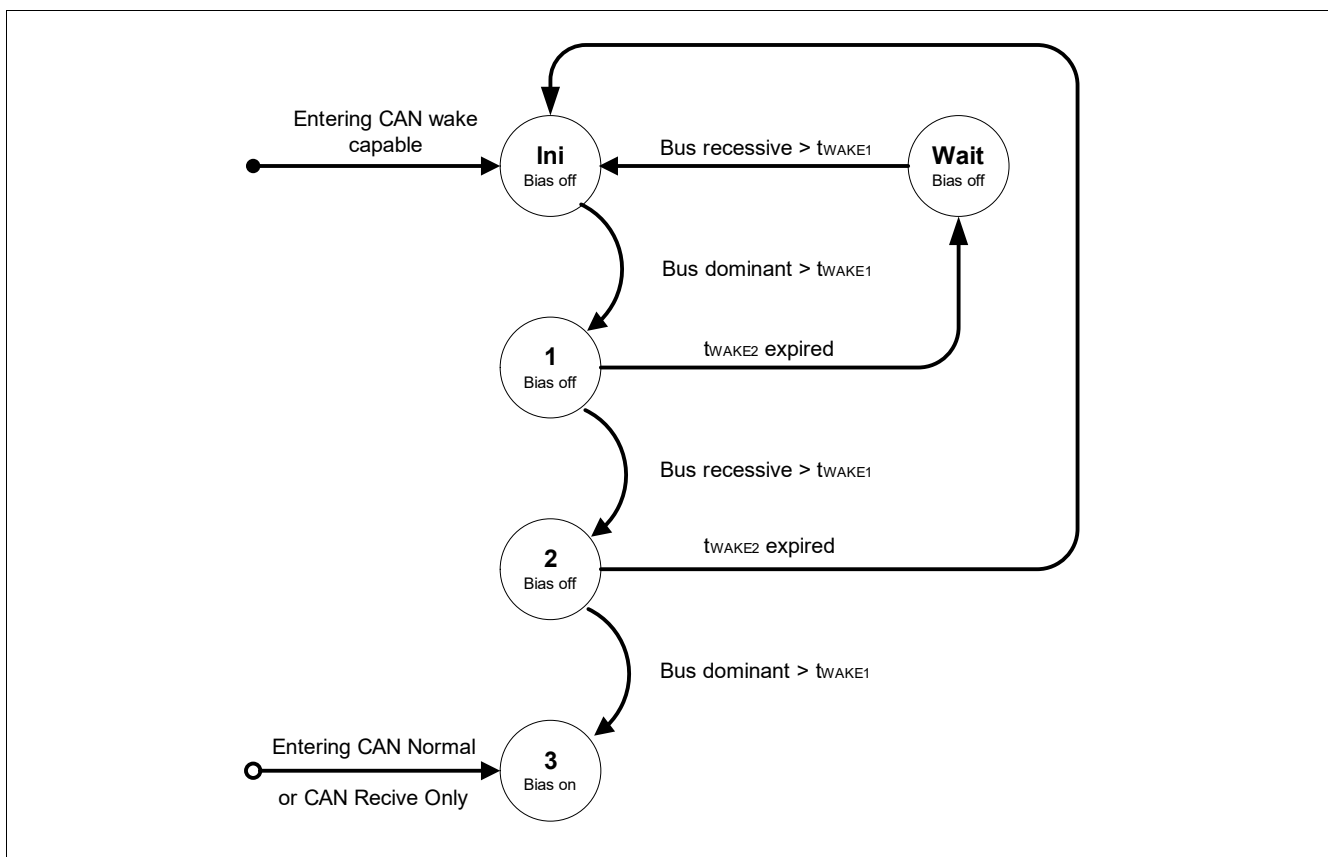 Entering CAN wake
capable
Ini
Bias off
Bus recessive > tWAKE1
Wait
Bias off
Bus dominant > tWAKE1
1
Bias off
tWAKE2 expired
Bus recessive > tWAKE1
2
Bias off
tWAKE2 expired
Bus dominant > tWAKE1
Entering CAN Normal
or CAN Recive Only
3
Bias on